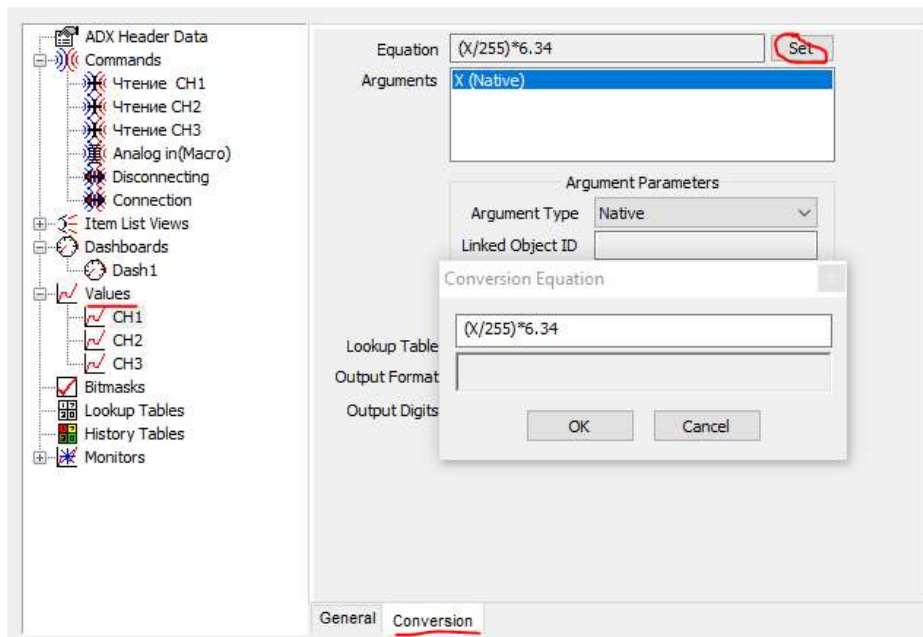 ADX Header Data
Commands
Чтение CH1
Чтение CH2
Чтение CH3
Analog in(Macro)
Disconnecting
Connection
Item List Views
Dashboards
Dash1
Values
CH1
CH2
CH3
Bitmasks
Lookup Tables
History Tables
Monitors
Equation (X/255)*6.34 Set
Arguments X (Native)
Argument Parameters
Argument Type Native
Linked Object ID
Conversion Equation
(X/255)*6.34
Lookup Table
Output Format
Output Digits
OK Cancel
General Conversion